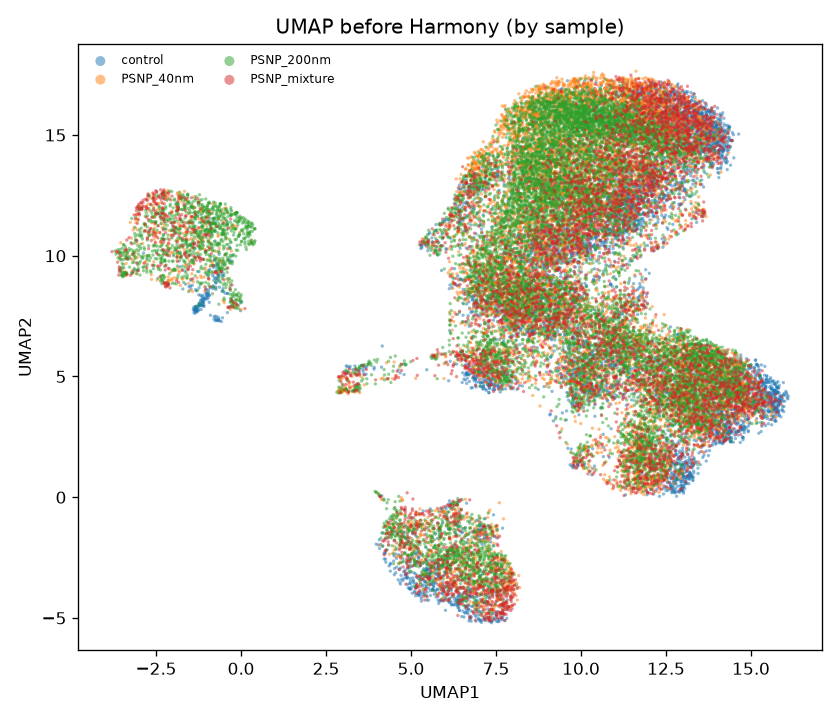 UMAP before Harmony (by sample)
control
PSNP_200nm
PSNP_40nm
PSNP_mixture
15
10
5
0
−5
UMAP2
−2.5
0.0
2.5
5.0
7.5
10.0
12.5
15.0
UMAP1